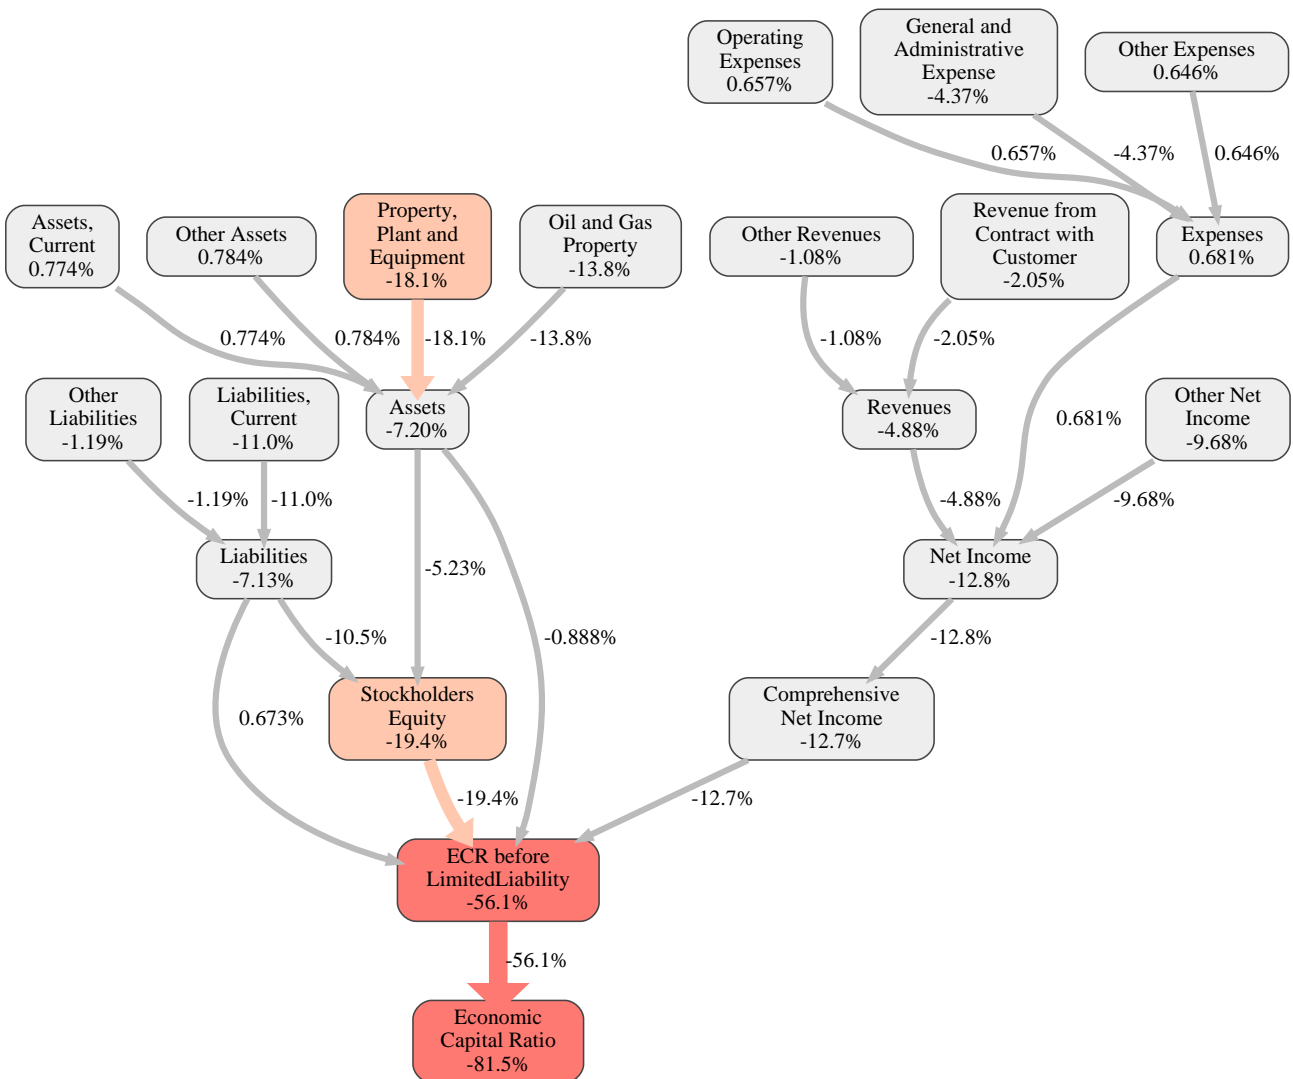 Operating
Expenses
0.657%
General and
Administrative
Expense
-4.37%
Other Expenses
0.646%
0.657%
-4.37%
0.646%
Assets,
Current
0.774%
Other Assets
0.784%
Property,
Plant and
Equipment
-18.1%
Oil and Gas
Property
-13.8%
Other Revenues
-1.08%
Revenue from
Contract with
Customer
-2.05%
Expenses
0.681%
0.774%
0.784%
-18.1%
-13.8%
-1.08%
-2.05%
0.681%
Other
Liabilities
-1.19%
Liabilities,
Current
-11.0%
Assets
-7.20%
Revenues
-4.88%
Other Net
Income
-9.68%
-1.19%
-11.0%
-4.88%
-9.68%
Liabilities
-7.13%
-5.23%
Net Income
-12.8%
-10.5%
-0.888%
-12.8%
0.673%
Stockholders
Equity
-19.4%
Comprehensive
Net Income
-12.7%
-19.4%
-12.7%
ECR before
LimitedLiability
-56.1%
-56.1%
Economic
Capital Ratio
-81.5%